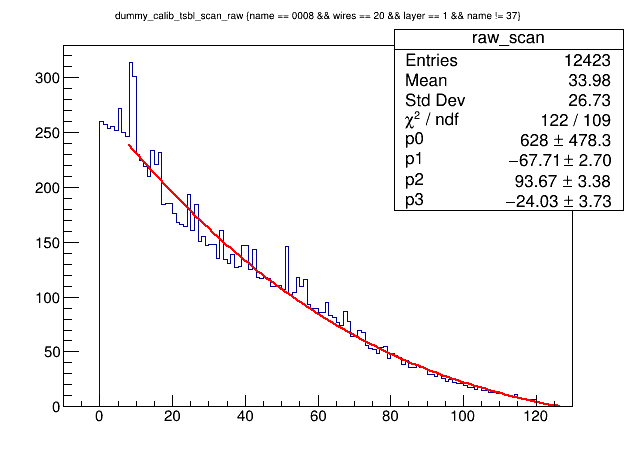 dummy_calib_tsbl_scan_raw {name == 0008 && wires == 20 && layer == 1 && name != 37}
raw_scan
Entries 12423
Mean 33.98
Std Dev 26.73
χ² / ndf 122 / 109
p0 628 ± 478.3
p1 −67.71 ± 2.70
p2 93.67 ± 3.38
p3 −24.03 ± 3.73
300
250
200
150
100
50
0
0 20 40 60 80 100 120